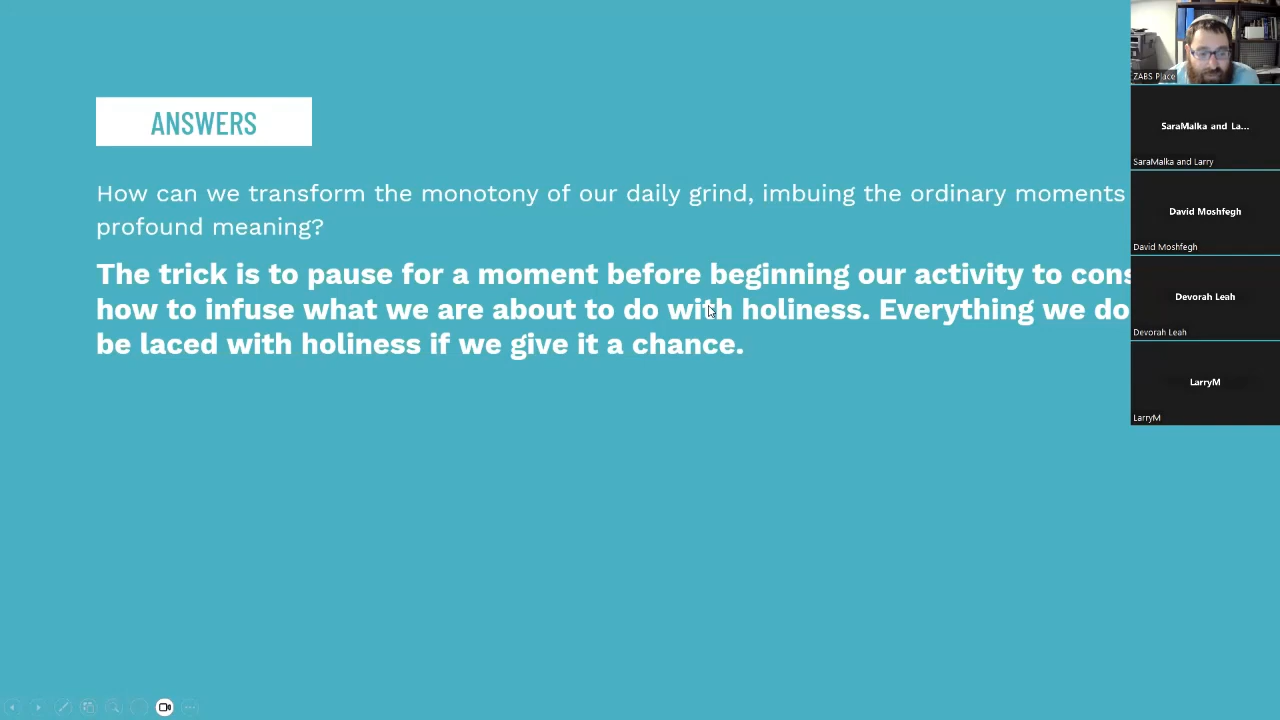 ANSWERS
How can we transform the monotony of our daily grind, imbuing the ordinary moments
profound meaning?
The trick is to pause for a moment before beginning our activity to cons
how to infuse what we are about to do with holiness. Everything we do
be laced with holiness if we give it a chance.
ZABS Place
SaraMalka and La...
SaraMalka and Larry
David Moshfegh
David Moshfegh
Devorah Leah
Devorah Leah
LarryM
LarryM